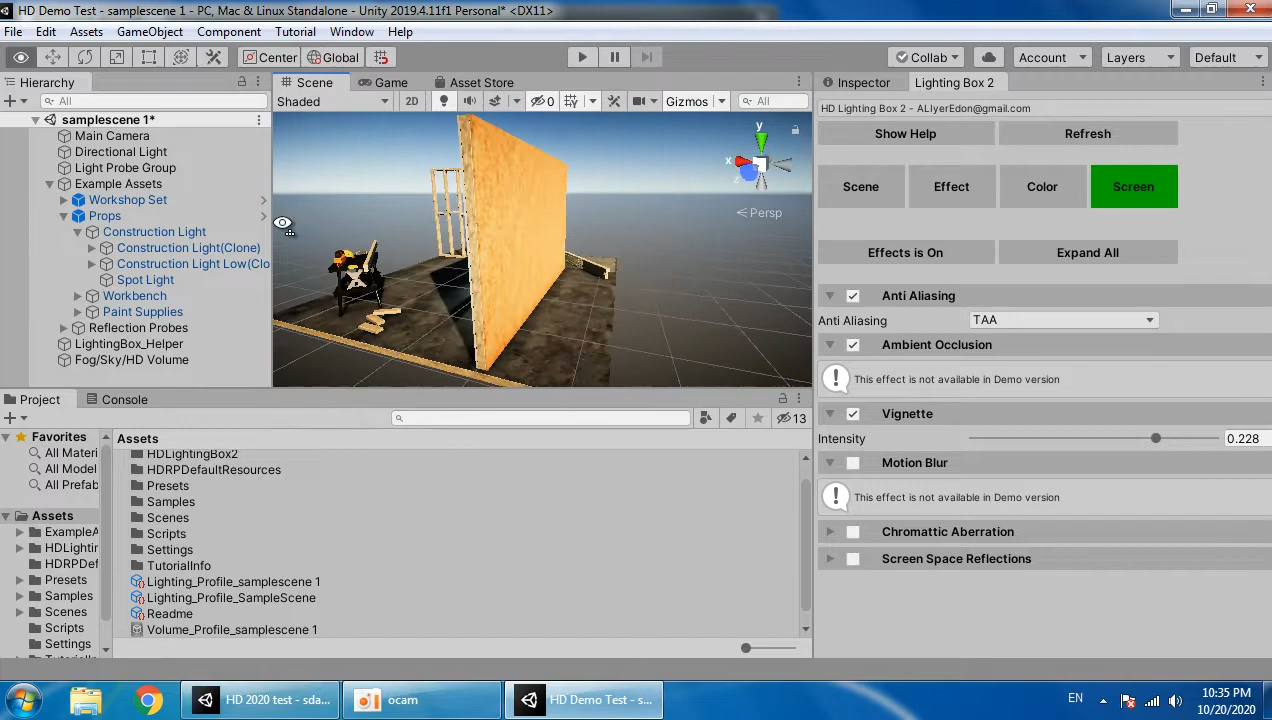 HD Demo Test - samplescene 1 - PC, Mac & Linux Standalone - Unity 2019.4.11f1 Personal* <DX11>
File Edit Assets GameObject Component Tutorial Window Help
Center Global Collab Account Layers Default
Hierarchy
All
samplescene 1*
Main Camera
Directional Light
Light Probe Group
Example Assets
Workshop Set
Props
Construction Light
Construction Light(Clone)
Construction Light Low(Clo
Spot Light
Workbench
Paint Supplies
Reflection Probes
LightingBox_Helper
Fog/Sky/HD Volume
Scene Game Asset Store
Shaded 2D 0 Gizmos All
y
x
z
Persp
Inspector Lighting Box 2
HD Lighting Box 2 - ALIyerEdon@gmail.com
Show Help Refresh
Scene Effect Color Screen
Effects is On Expand All
Anti Aliasing
Anti Aliasing TAA
Ambient Occlusion
This effect is not available in Demo version
Vignette
Intensity 0.228
Motion Blur
This effect is not available in Demo version
Chromattic Aberration
Screen Space Reflections
Project Console
13
Favorites
All Materi
All Model
All Prefab
Assets
ExampleA
HDLightin
HDRPDef
Presets
Samples
Scenes
Scripts
Settings
TutorialIn
Assets
HDLightingBox2
HDRPDefaultResources
Presets
Samples
Scenes
Scripts
Settings
TutorialInfo
Lighting_Profile_samplescene 1
Lighting_Profile_SampleScene
Readme
Volume_Profile_samplescene 1
HD 2020 test - sda... ocam HD Demo Test - s...
EN
10:35 PM
10/20/2020